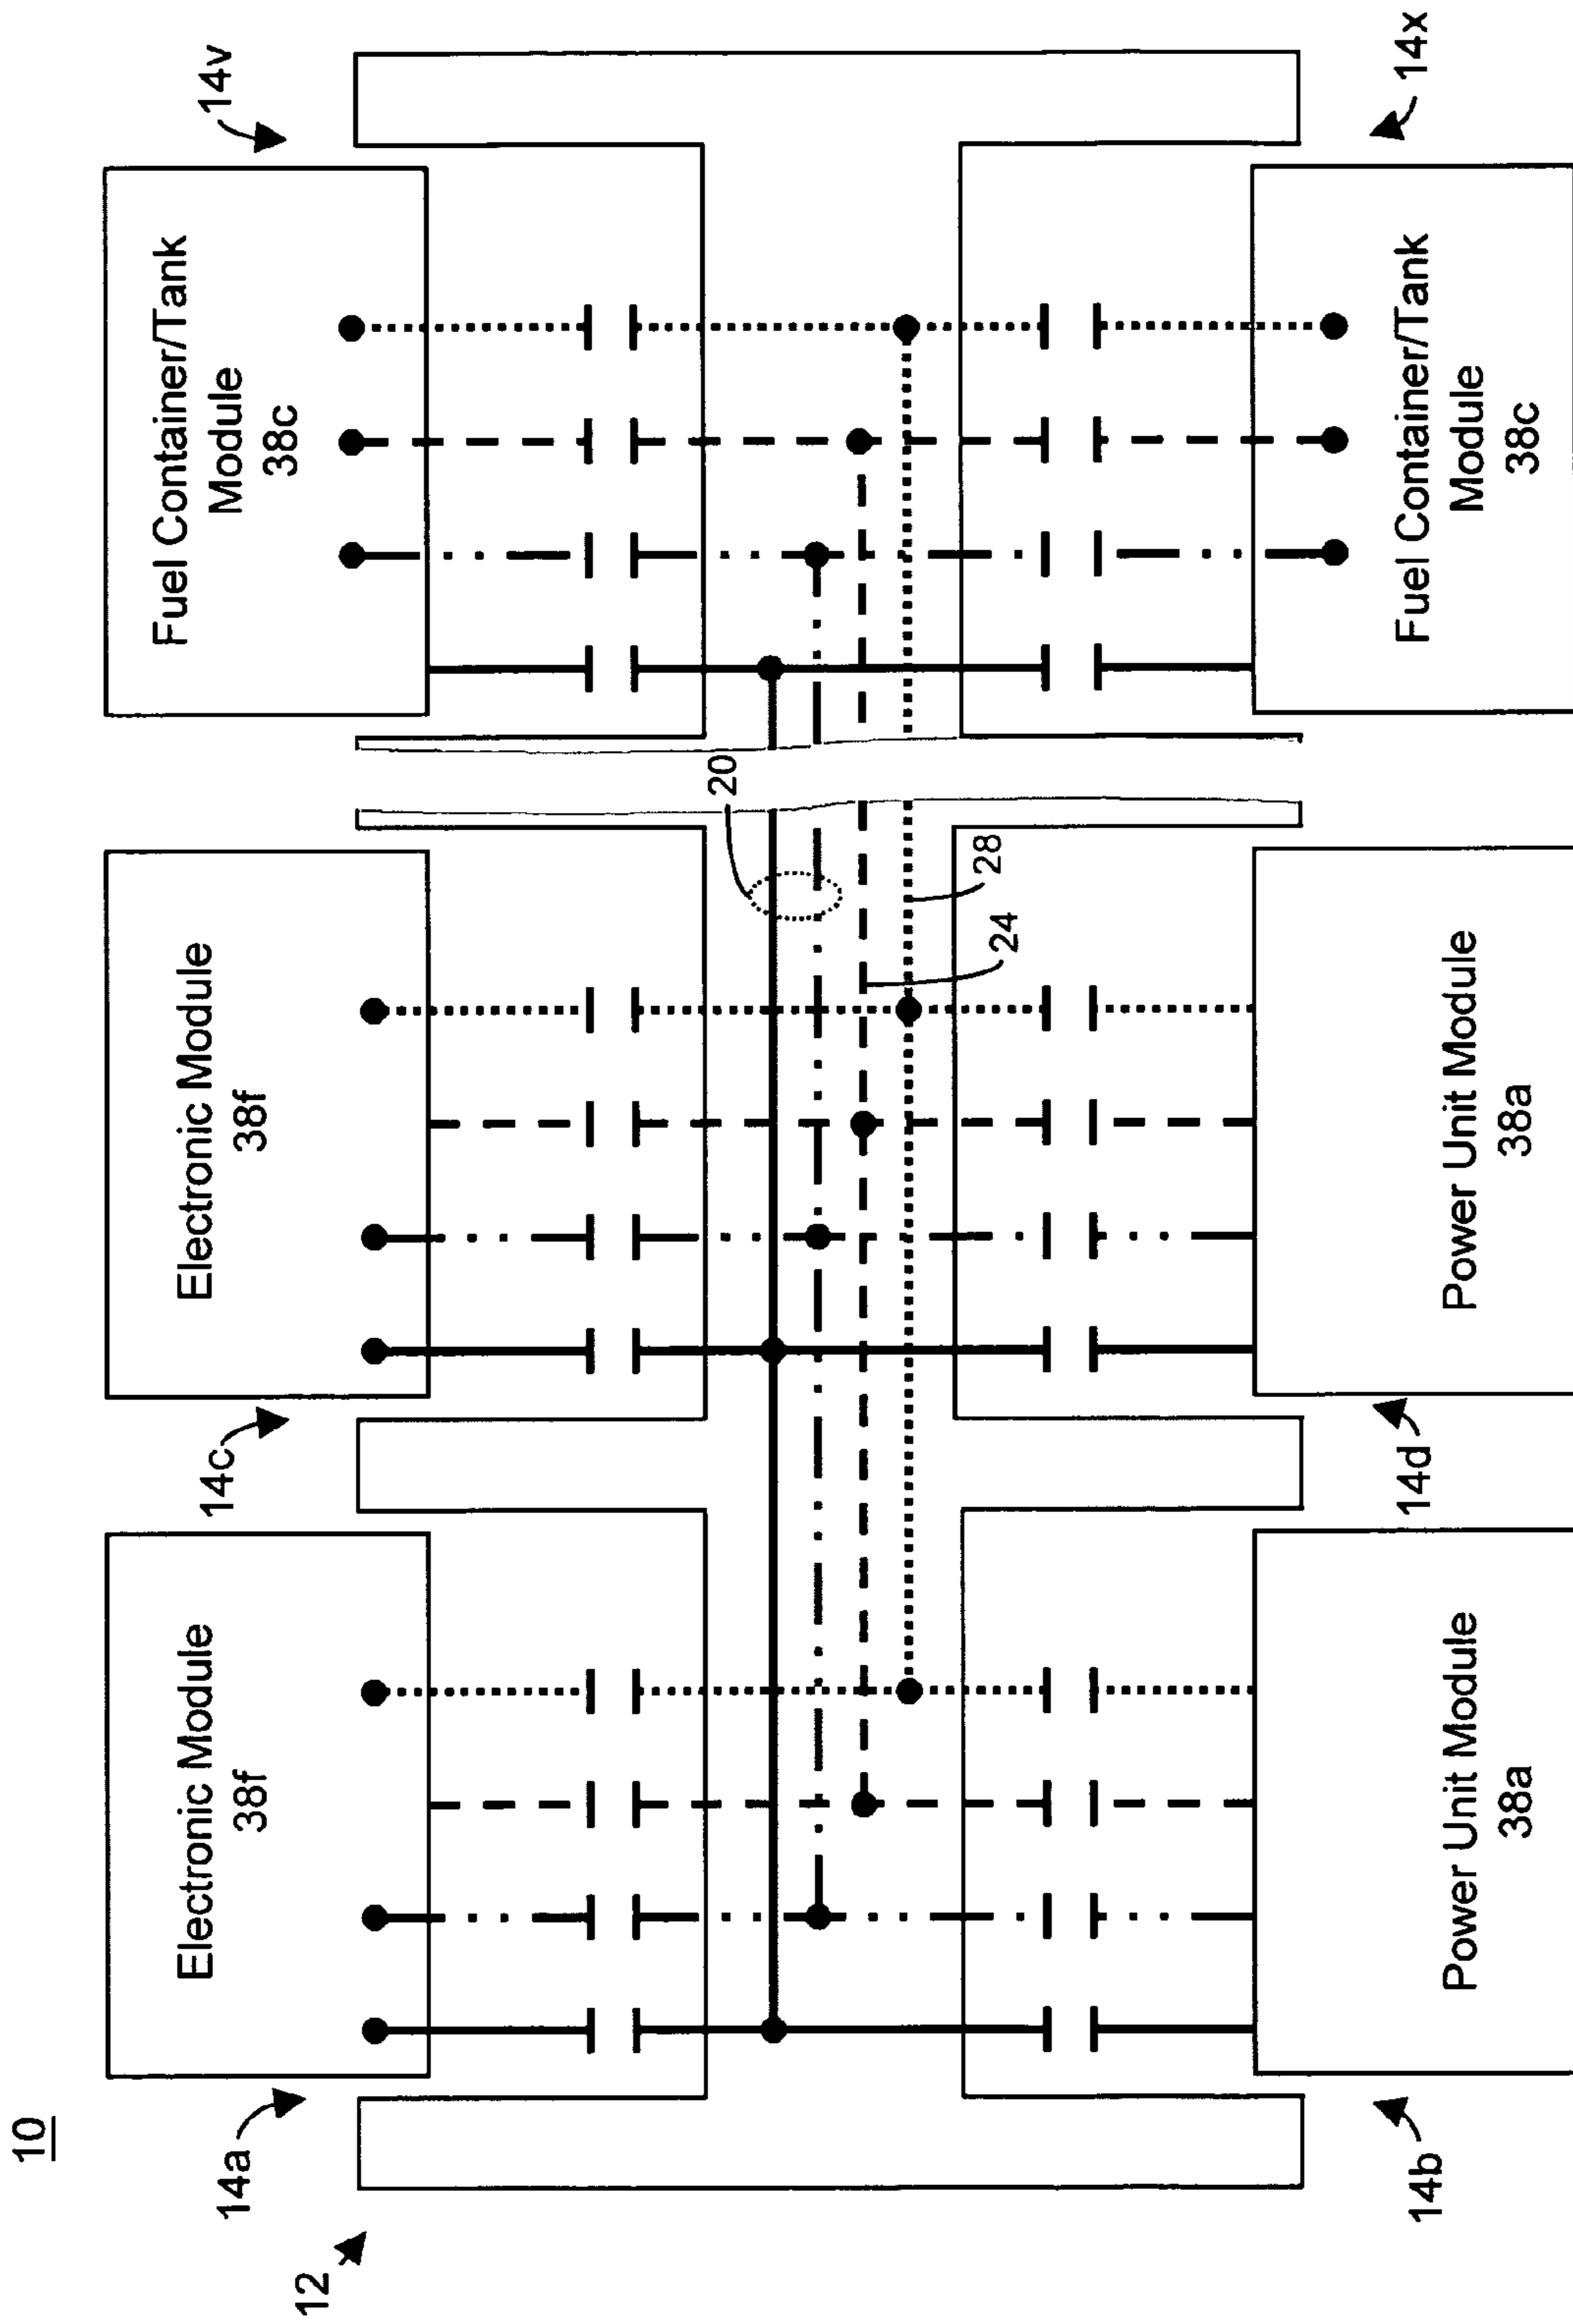 10
12
14a
14c
14v
Electronic Module
38f
Electronic Module
38f
Fuel Container/Tank
Module
38c
20
24
28
Power Unit Module
38a
Power Unit Module
38a
Fuel Container/Tank
Module
38c
14b
14d
14x